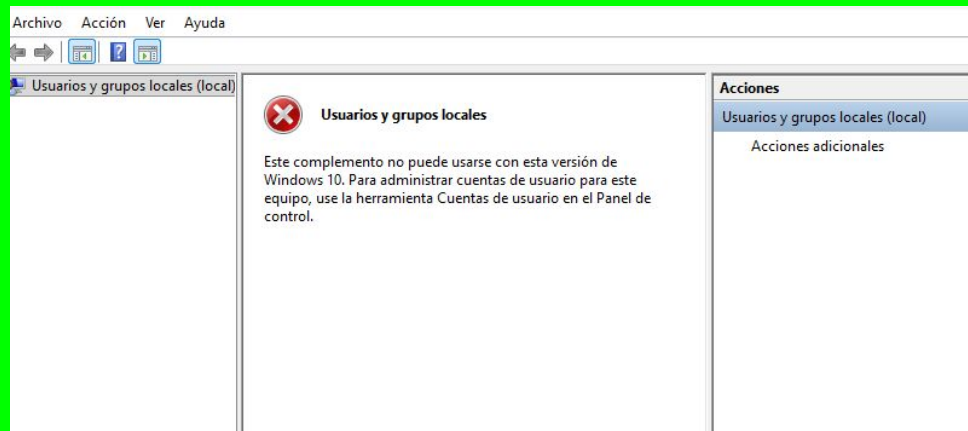 Archivo Acción Ver Ayuda
Usuarios y grupos locales (local)
Usuarios y grupos locales
Este complemento no puede usarse con esta versión de
Windows 10. Para administrar cuentas de usuario para este
equipo, use la herramienta Cuentas de usuario en el Panel de
control.
Acciones
Usuarios y grupos locales (local)
Acciones adicionales